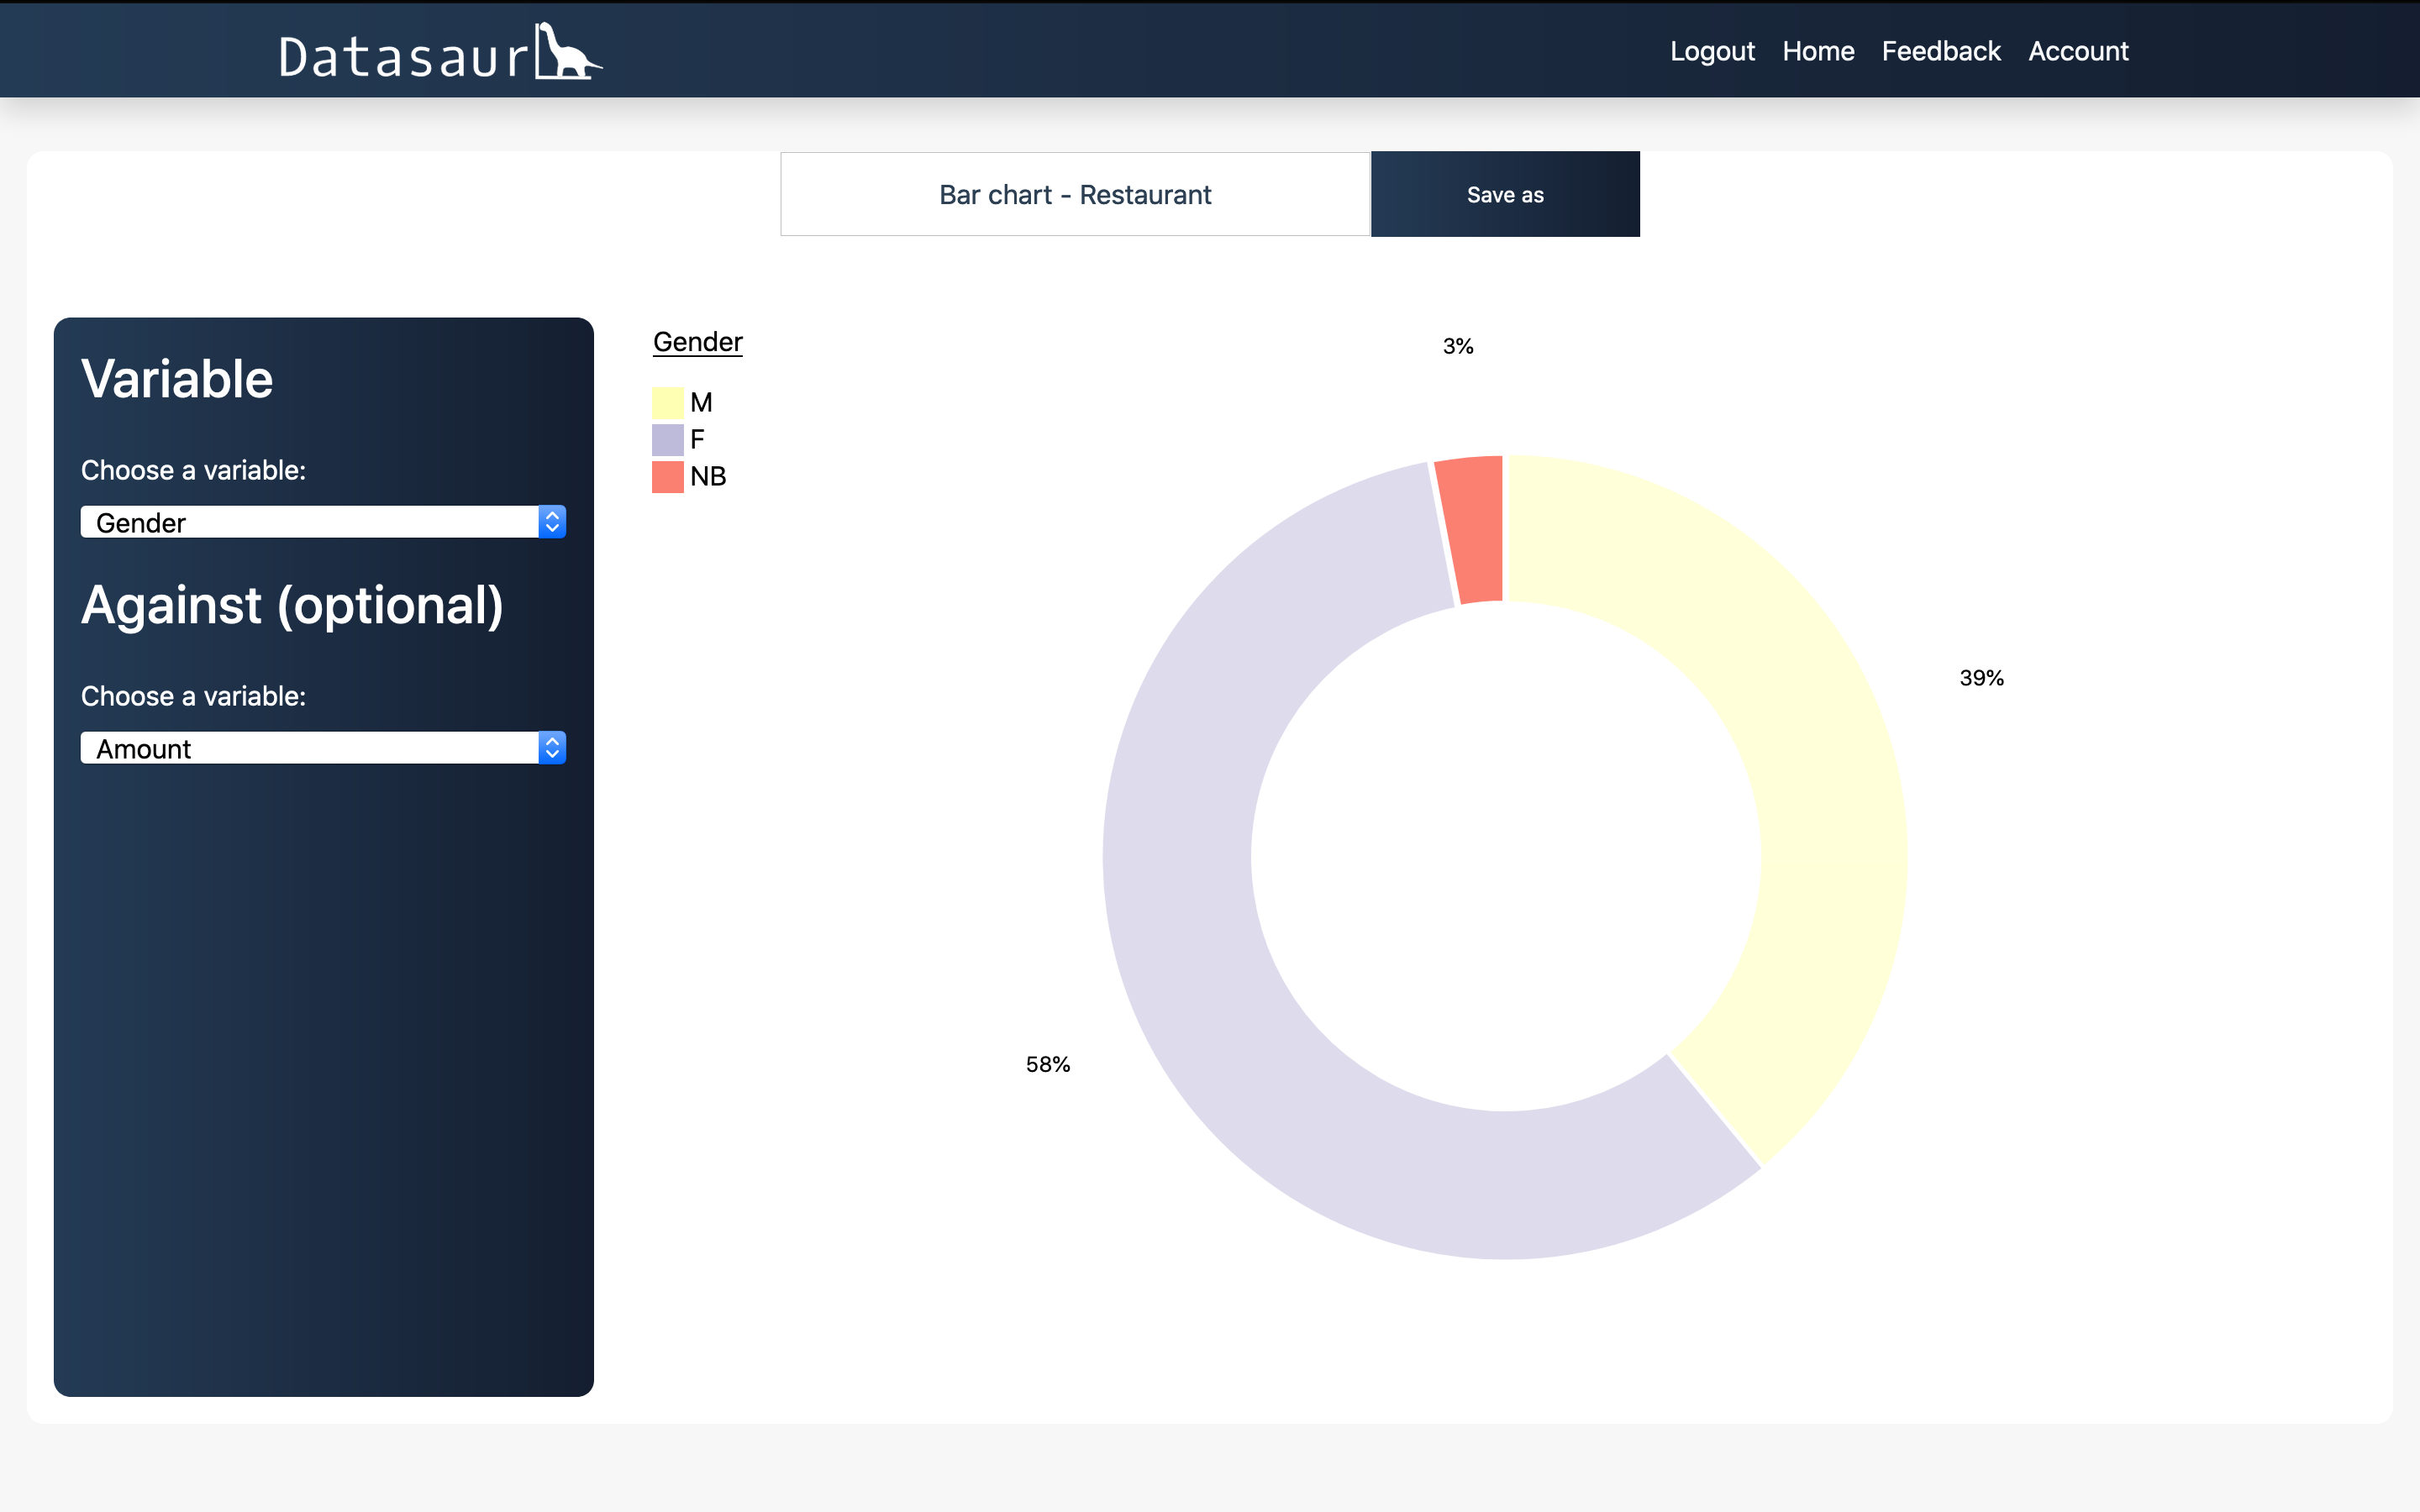 Datasaur
Logout Home Feedback Account
Bar chart - Restaurant
Save as
Variable
Choose a variable:
Gender
Against (optional)
Choose a variable:
Amount
Gender
M
F
NB
3%
39%
58%